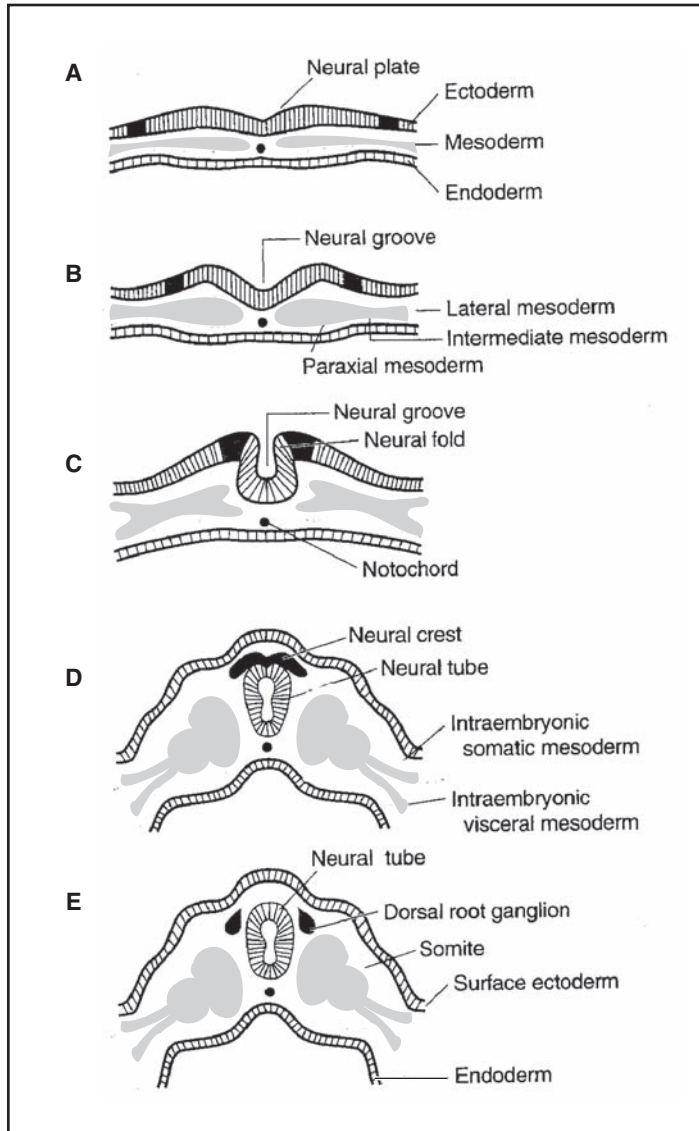 A
Neural plate
Ectoderm
Mesoderm
Endoderm
B
Neural groove
Lateral mesoderm
Intermediate mesoderm
Paraxial mesoderm
C
Neural groove
Neural fold
Notochord
D
Neural crest
Neural tube
Intraembryonic
somatic mesoderm
Intraembryonic
visceral mesoderm
E
Neural tube
Dorsal root ganglion
Somite
Surface ectoderm
Endoderm